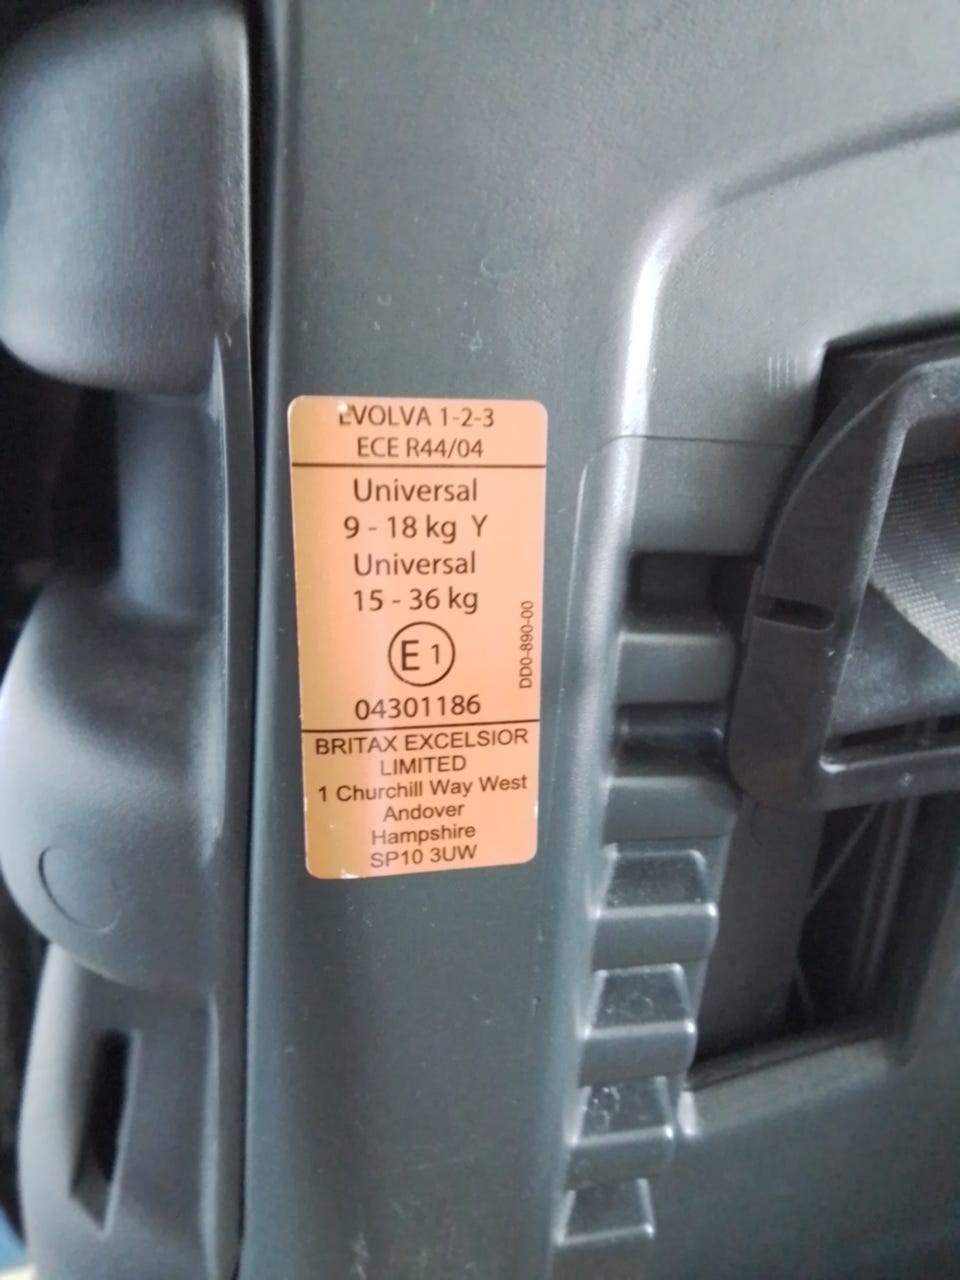 EVOLVA 1-2-3
ECE R44/04
Universal
9 - 18 kg Y
Universal
15 - 36 kg
E 1
04301186
DD0-890-00
BRITAX EXCELSIOR
LIMITED
1 Churchill Way West
Andover
Hampshire
SP10 3UW